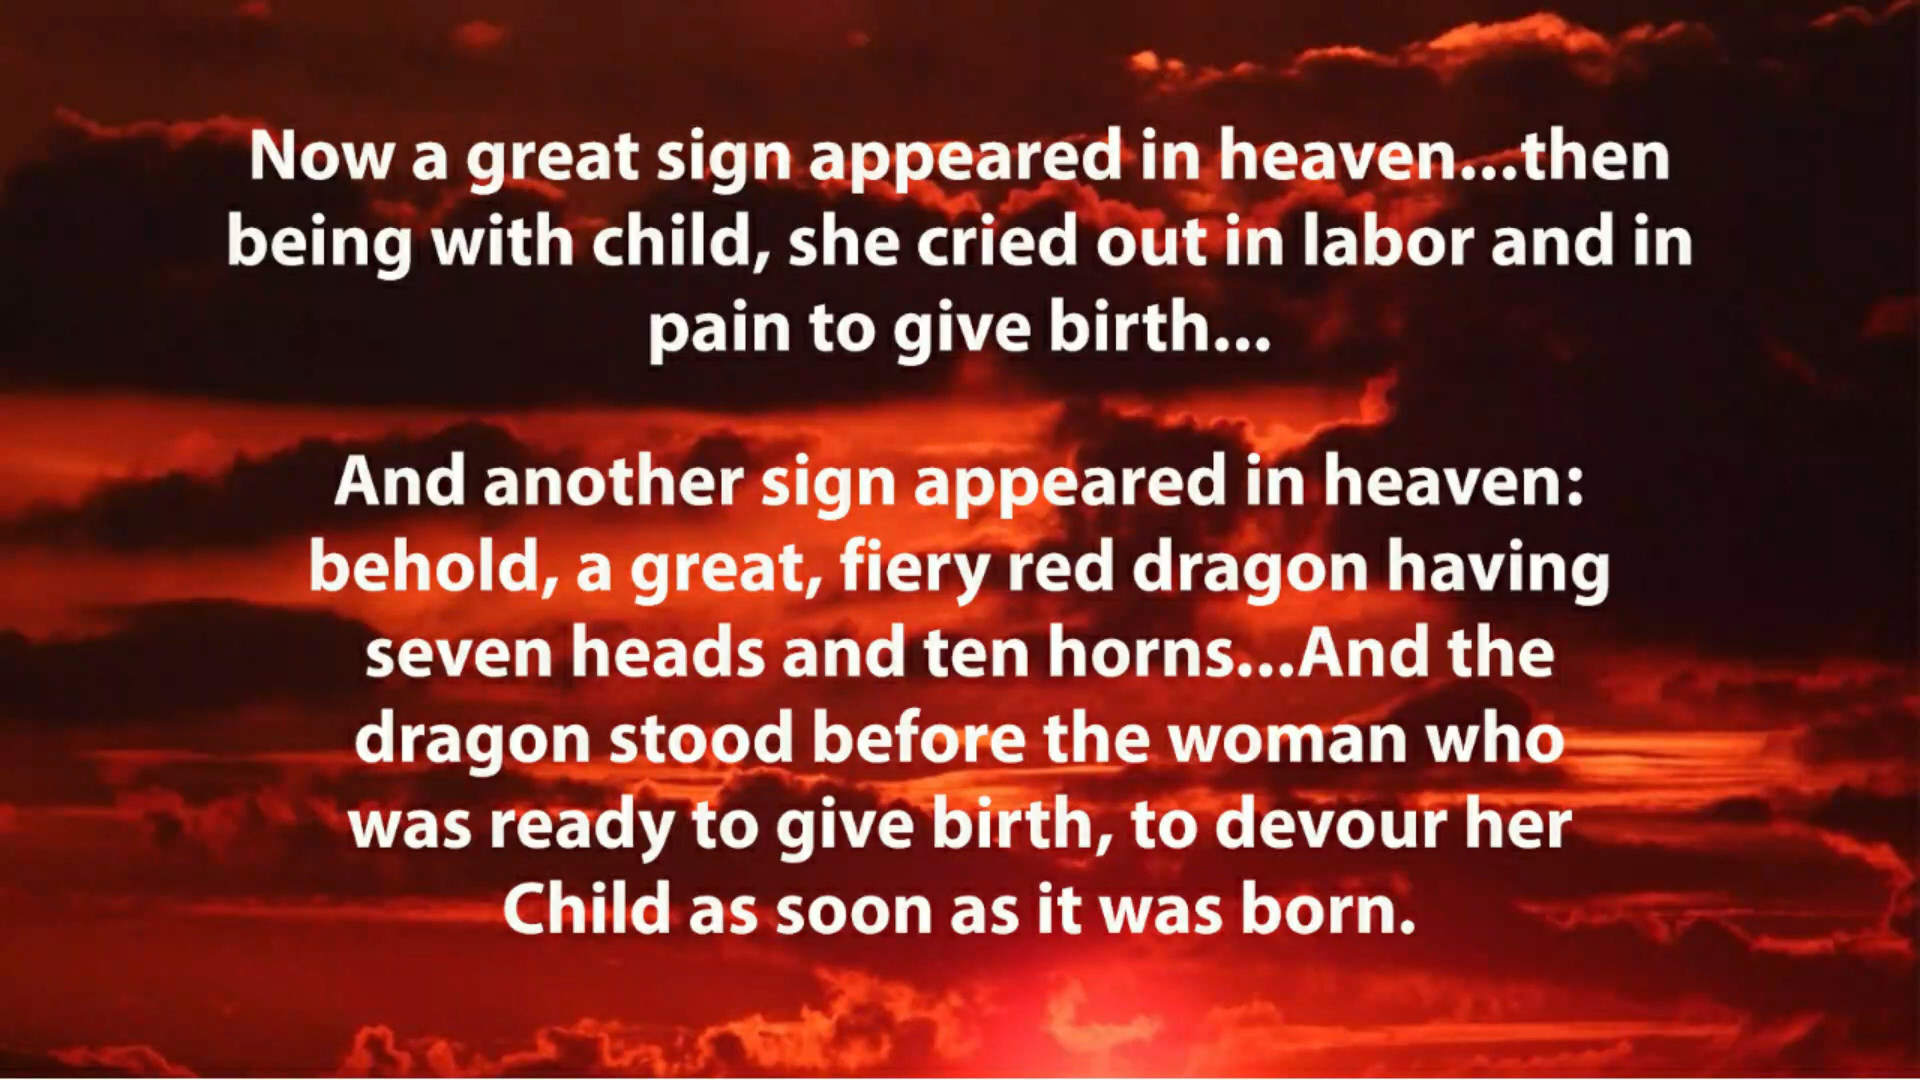 Now a great sign appeared in heaven...then
being with child, she cried out in labor and in
pain to give birth...
And another sign appeared in heaven:
behold, a great, fiery red dragon having
seven heads and ten horns...And the
dragon stood before the woman who
was ready to give birth, to devour her
Child as soon as it was born.